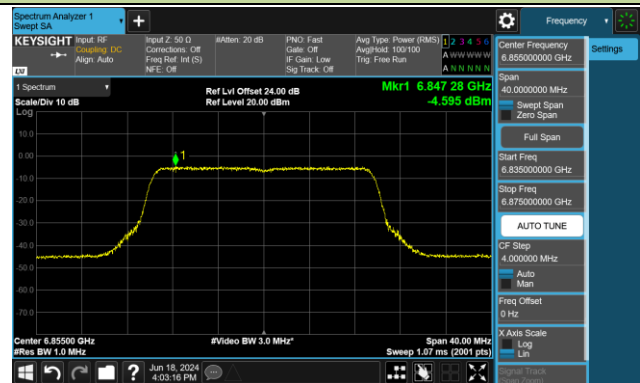 Spectrum Analyzer 1
Swept SA
Frequency
KEYSIGHT
Input: RF
Coupling: DC
Align: Auto
LXI
Input Z: 50 Ω
Corrections: Off
Freq Ref: Int (S)
NFE: Off
#Atten: 20 dB
PNO: Fast
Gate: Off
IF Gain: Low
Sig Track: Off
Avg Type: Power (RMS)
Avg|Hold: 100/100
Trig: Free Run
1 2 3 4 5 6
A W W W W W
A N N N N N
1 Spectrum
Scale/Div 10 dB
Log
Ref Lvl Offset 24.00 dB
Ref Level 20.00 dBm
Mkr1 6.847 28 GHz
-4.595 dBm
1
10.0
0.00
-10.0
-20.0
-30.0
-40.0
-50.0
-60.0
-70.0
Center 6.85500 GHz
#Res BW 1.0 MHz
#Video BW 3.0 MHz*
Span 40.00 MHz
Sweep 1.07 ms (2001 pts)
Jun 18, 2024
4:03:16 PM
Center Frequency
6.855000000 GHz
Settings
Span
40.0000000 MHz
Swept Span
Zero Span
Full Span
Start Freq
6.835000000 GHz
Stop Freq
6.875000000 GHz
AUTO TUNE
CF Step
4.000000 MHz
Auto
Man
Freq Offset
0 Hz
X Axis Scale
Log
Lin
Signal Track
(Span Zoom)